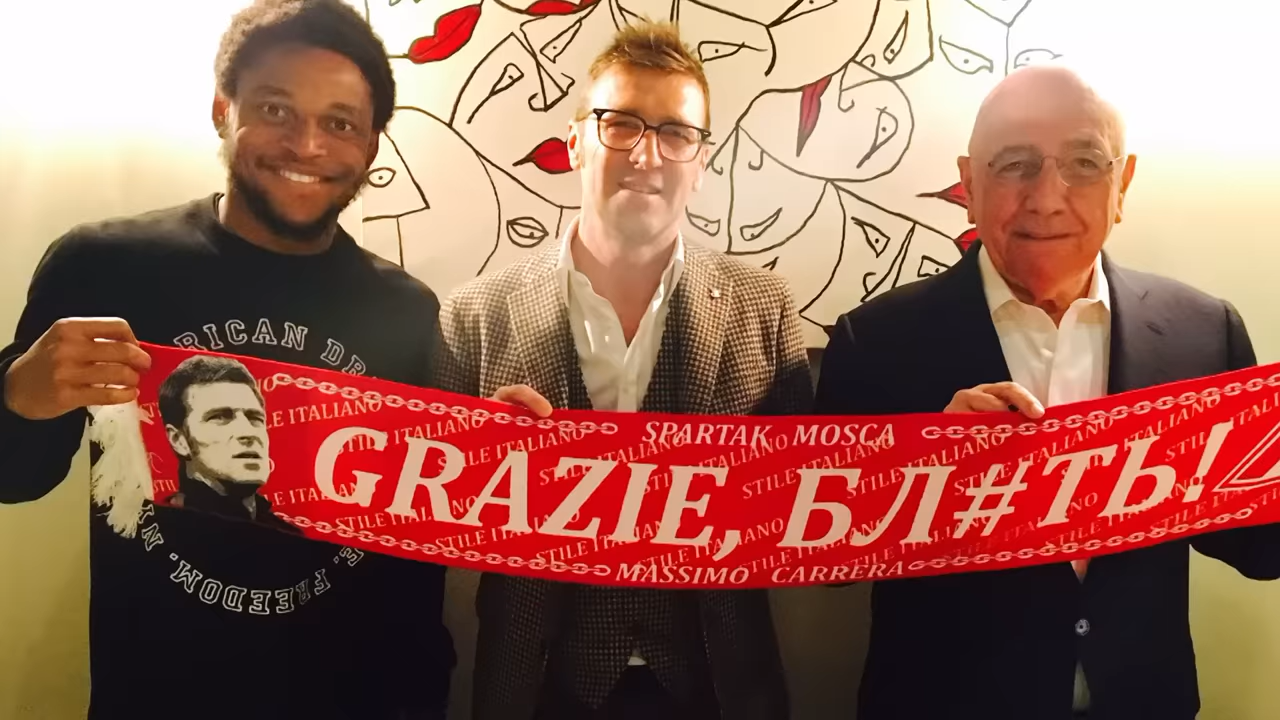 RICAN DR
SPARTAK MOSCA
GRAZIE, БЛ#ТЬ!
STILE ITALIANO
MASSIMO CARRERA
E. FREEDOM.